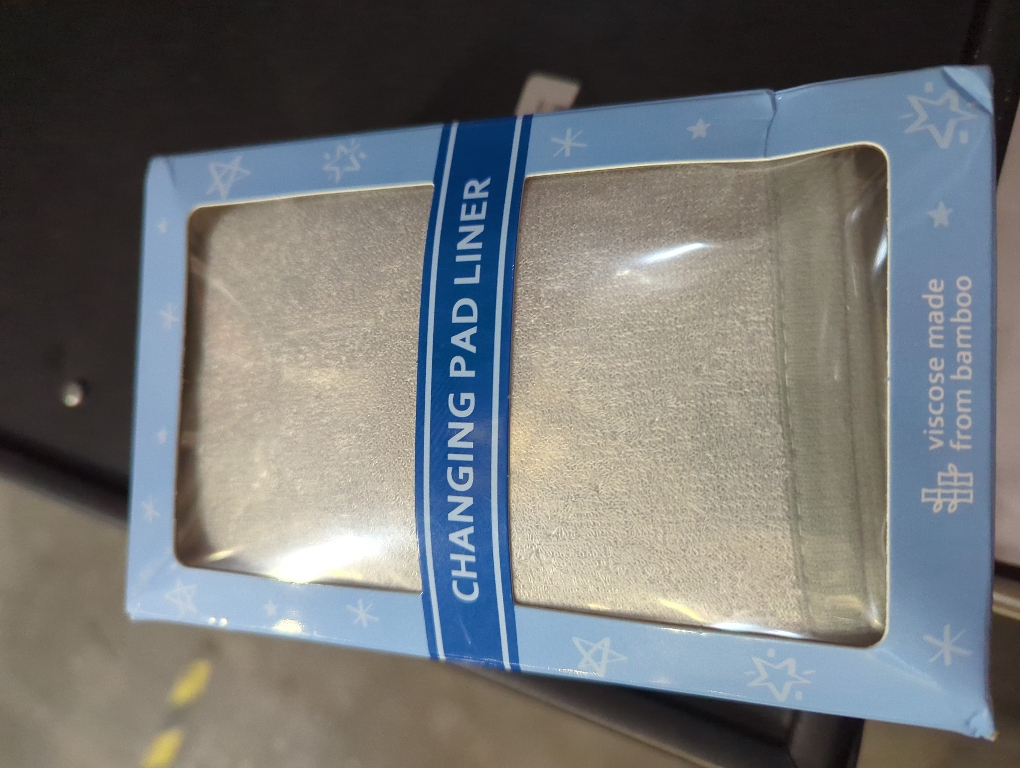 CHANGING PAD LINER
viscose made
from bamboo